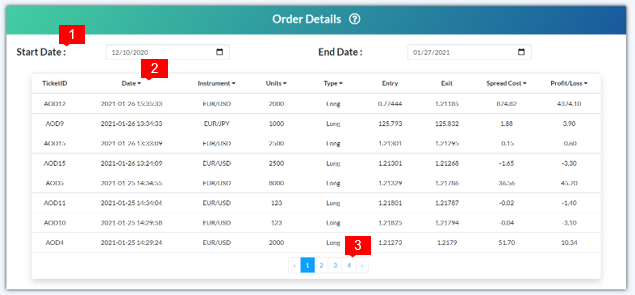 Order Details ?
1
Start Date : 12/10/2020 End Date : 01/27/2021
2
TicketID Date Instrument Units Type Entry Exit Spread Cost Profit/Loss
AOD12 2021-01-26 15:35:33 EUR/USD 2000 Long 0.77444 1.21185 874.82 4374.10
AOD9 2021-01-26 13:34:33 EUR/JPY 1000 Long 125.793 125.832 1.88 3.90
AOD15 2021-01-26 13:33:09 EUR/USD 2500 Long 1.21301 1.21295 0.15 0.60
AOD15 2021-01-26 13:24:09 EUR/USD 2500 Long 1.21301 1.21268 -1.65 -3.30
AOD5 2021-01-25 14:34:55 EUR/USD 8000 Long 1.21329 1.21786 36.56 45.70
AOD11 2021-01-25 14:34:04 EUR/USD 123 Long 1.21801 1.21787 -0.02 -1.40
AOD10 2021-01-25 14:29:58 EUR/USD 123 Long 1.21825 1.21794 -0.04 -3.10
AOD4 2021-01-25 14:29:24 EUR/USD 2000 Long 1.21273 1.2179 51.70 10.34
3
‹ 1 2 3 4 ›